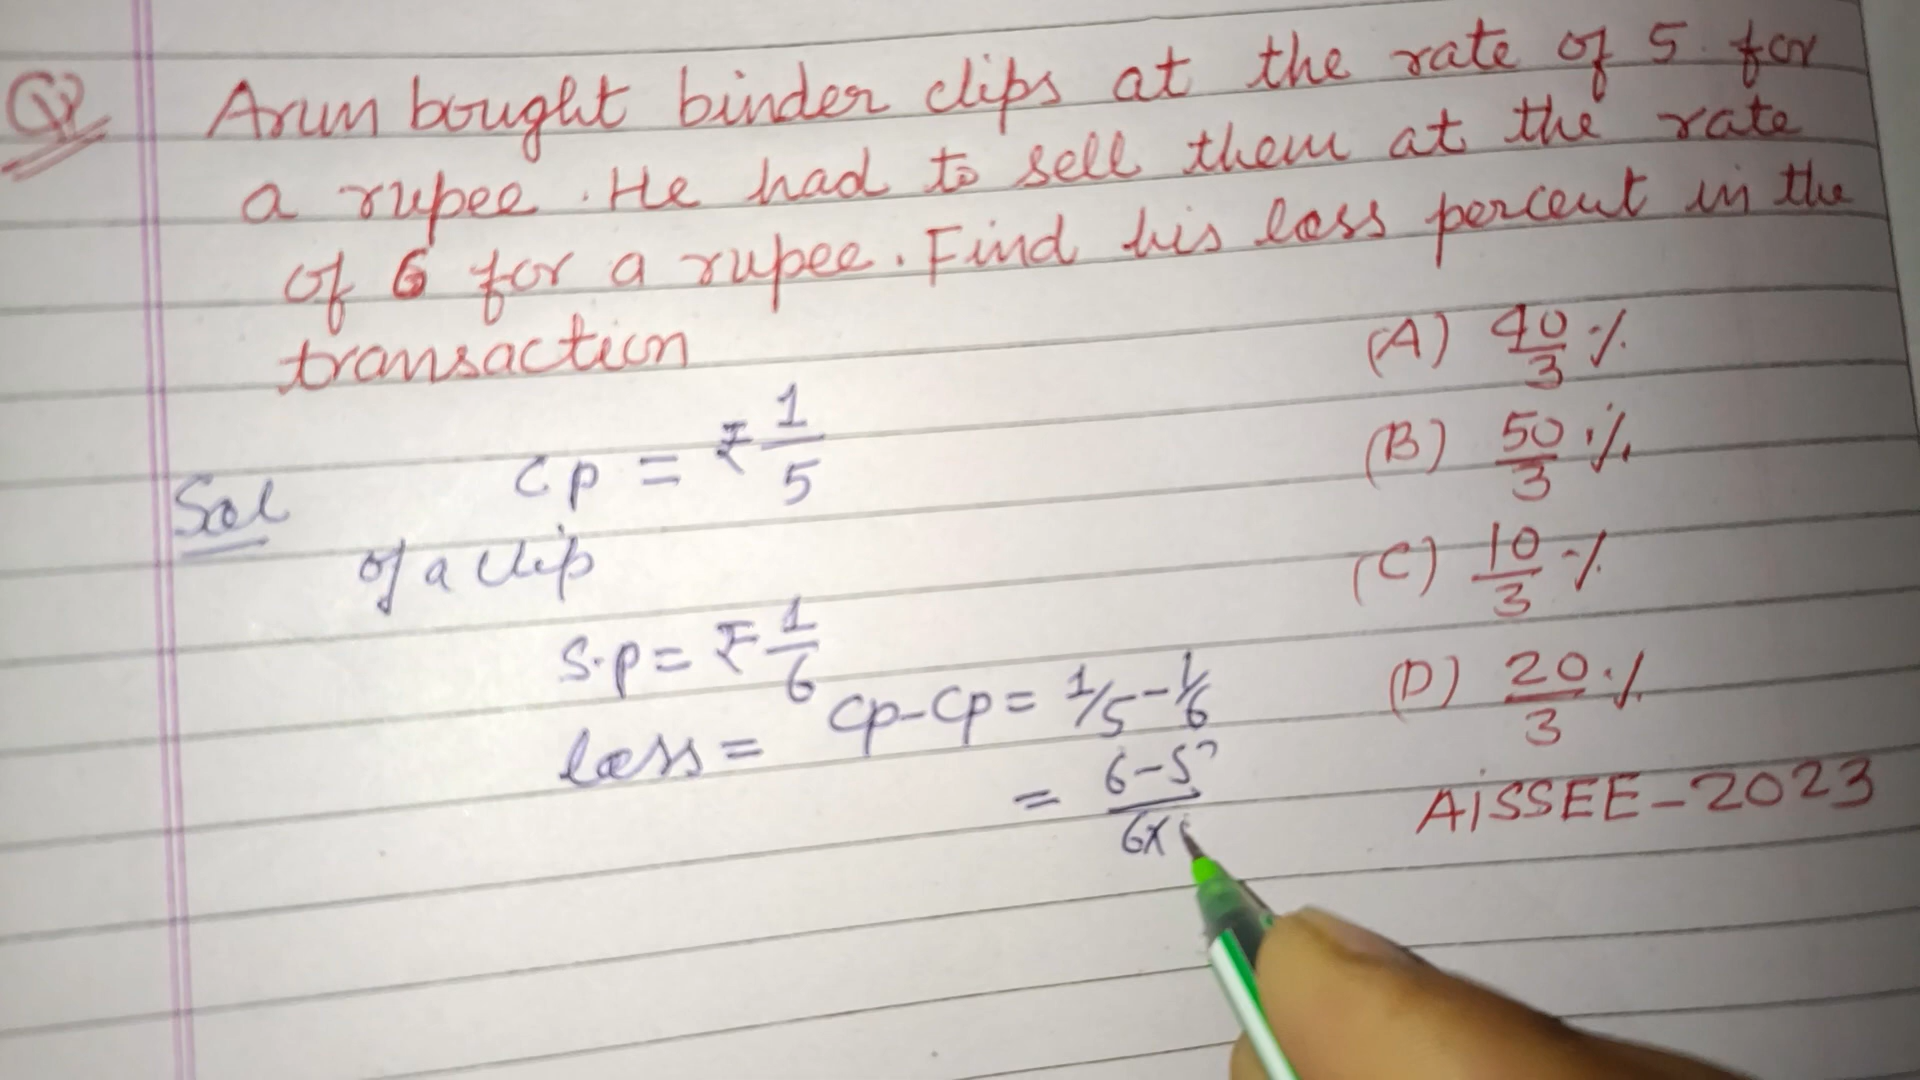 Q? Arun bought binder clips at the rate of 5 for
a rupee. He had to sell them at the rate
of 6 for a rupee. Find his loss percent in the
transaction
(A) 40/3 %
(B) 50/3 %
(C) 10/3 %
(D) 20/3 %
AISSEE-2023
Sol CP = ₹ 1/5
of a clip
S.P = ₹ 1/6
loss = CP-CP = 1/5 - 1/6
= 6-5
6x